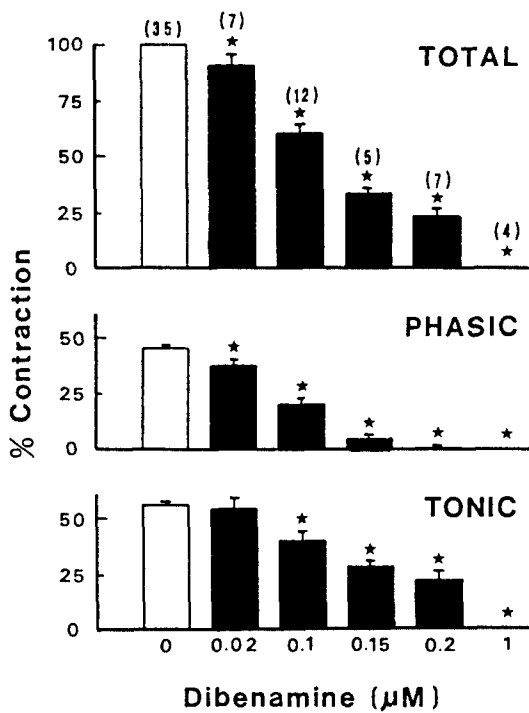 (35) (7) (12) (5) (7) (4)
★ ★ ★ ★ ★
TOTAL
100
75
50
25
0
% Contraction
PHASIC
★ ★ ★ ★ ★
50
25
0
TONIC
★ ★ ★ ★
50
25
0
0 0.02 0.1 0.15 0.2 1
Dibenamine (μM)